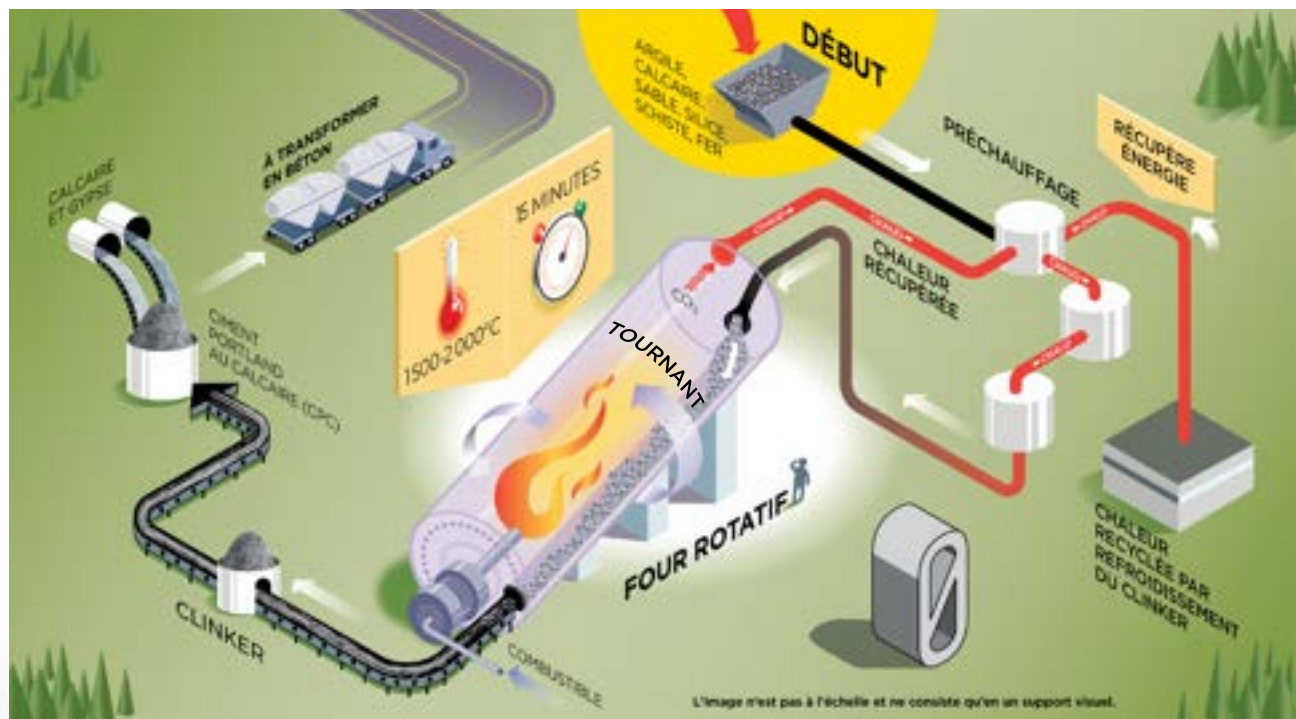 DÉBUT
ARGILE,
CALCAIRE,
SABLE, SILICE,
SCHISTE, FER
PRÉCHAUFFAGE
RÉCUPÈRE
ÉNERGIE
À TRANSFORMER
EN BÉTON
CALCAIRE
ET GYPSE
15 MINUTES
1500-2 000°C
CHALEUR
RÉCUPÉRÉE
CO₂
TOURNANT
CIMENT
PORTLAND
AU CALCAIRE (CPC)
FOUR ROTATIF
CHALEUR
RECYCLÉE PAR
REFROIDISSEMENT
DU CLINKER
CLINKER
COMBUSTIBLE
L'image n'est pas à l'échelle et ne consiste qu'en un support visuel.